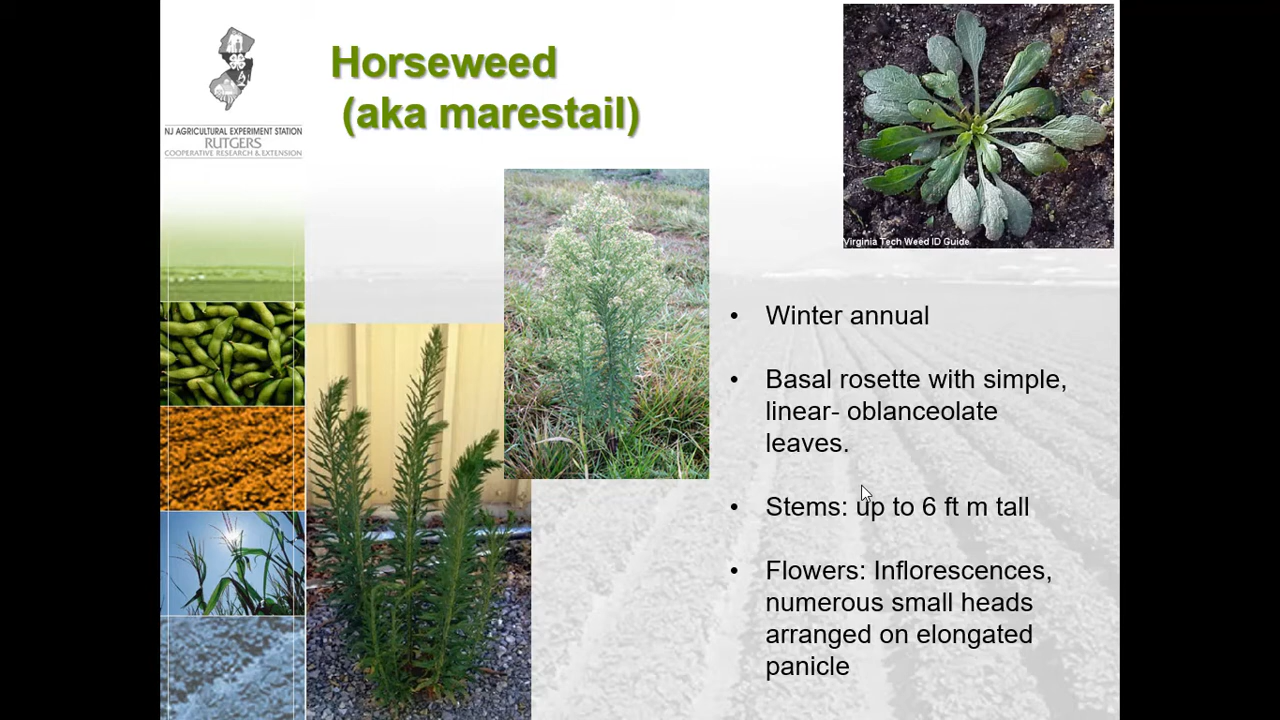 Horseweed
(aka marestail)
NJ AGRICULTURAL EXPERIMENT STATION
RUTGERS
COOPERATIVE RESEARCH & EXTENSION
Virginia Tech Weed ID Guide
• Winter annual
• Basal rosette with simple,
linear- oblanceolate
leaves.
• Stems: up to 6 ft m tall
• Flowers: Inflorescences,
numerous small heads
arranged on elongated
panicle